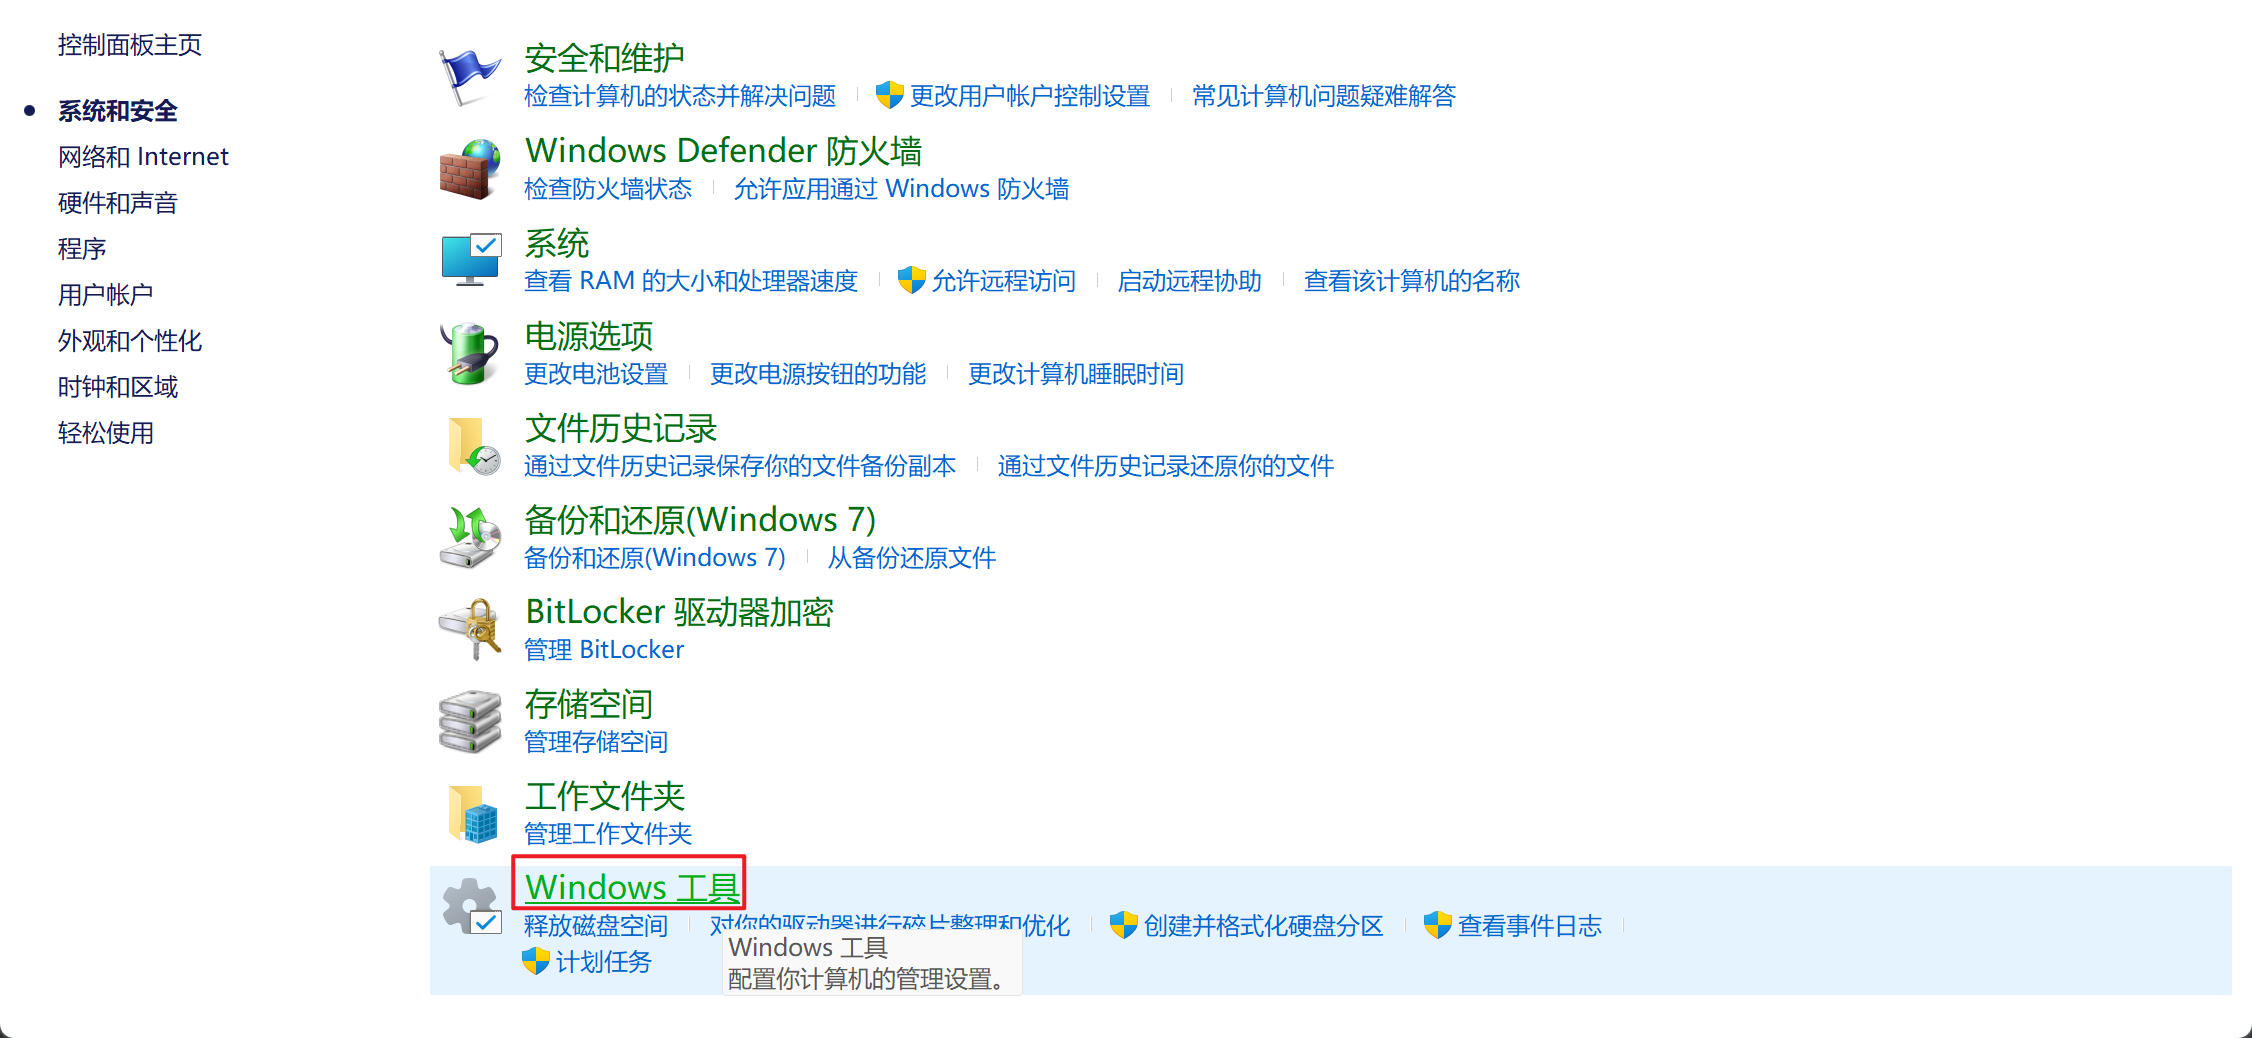 控制面板主页
系统和安全
网络和 Internet
硬件和声音
程序
用户帐户
外观和个性化
时钟和区域
轻松使用
安全和维护
检查计算机的状态并解决问题 更改用户帐户控制设置 常见计算机问题疑难解答
Windows Defender 防火墙
检查防火墙状态 允许应用通过 Windows 防火墙
系统
查看 RAM 的大小和处理器速度 允许远程访问 启动远程协助 查看该计算机的名称
电源选项
更改电池设置 更改电源按钮的功能 更改计算机睡眠时间
文件历史记录
通过文件历史记录保存你的文件备份副本 通过文件历史记录还原你的文件
备份和还原(Windows 7)
备份和还原(Windows 7) 从备份还原文件
BitLocker 驱动器加密
管理 BitLocker
存储空间
管理存储空间
工作文件夹
管理工作文件夹
Windows 工具
释放磁盘空间 对你的驱动器进行碎片整理和优化 创建并格式化硬盘分区 查看事件日志
计划任务
Windows 工具
配置你计算机的管理设置。